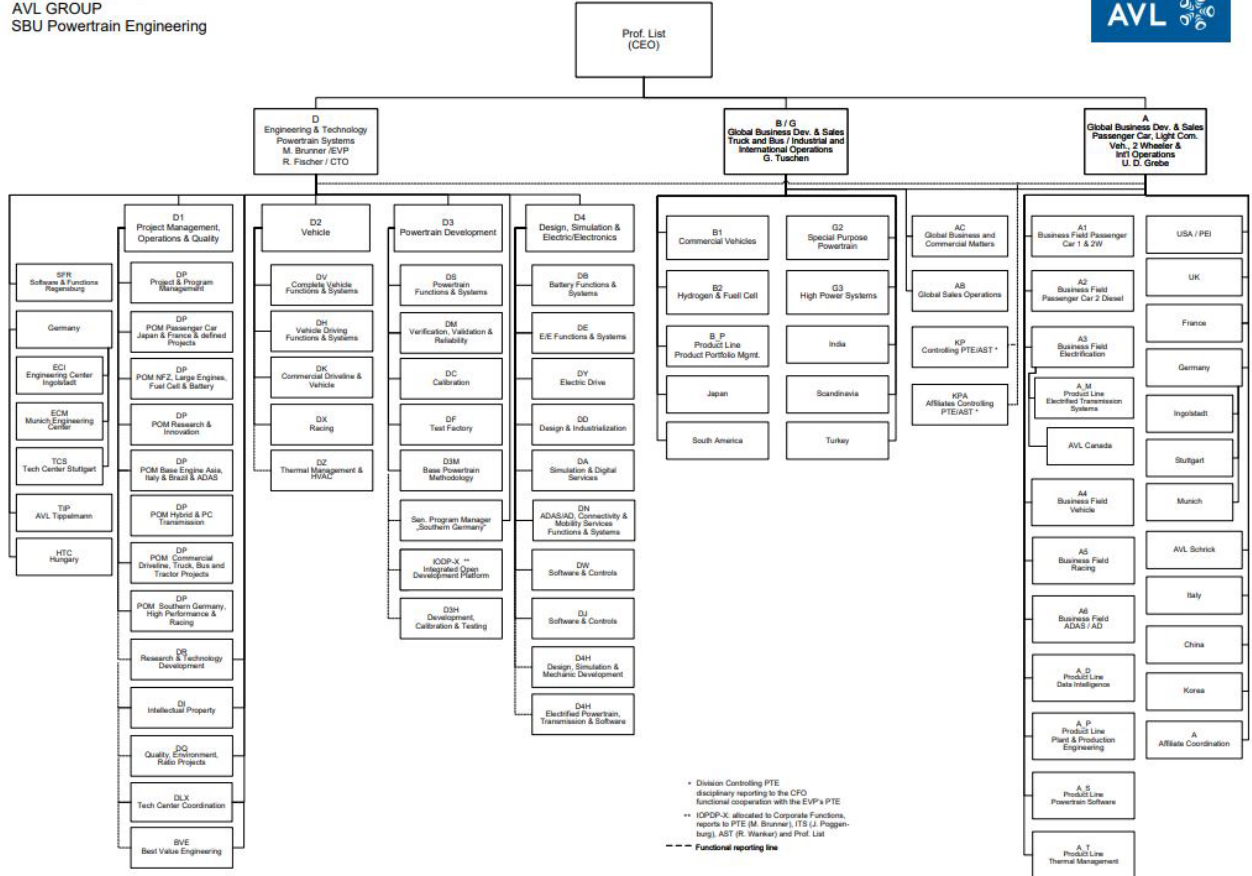 AVL GROUP
SBU Powertrain Engineering
AVL
Prof. List
(CEO)
D
Engineering & Technology
Powertrain Systems
M. Brunner /EVP
R. Fischer / CTO
B / G
Global Business Dev. & Sales
Truck and Bus / Industrial and
International Operations
G. Tuschen
A
Global Business Dev. & Sales
Passenger Car, Light Com.
Veh., 2 Wheeler &
Int'l Operations
U. D. Grebe
SFR
Software & Functions
Regensburg
Germany
ECI
Engineering Center
Ingolstadt
ECM
Munich Engineering
Center
TCS
Tech Center Stuttgart
TIP
AVL Tippelmann
HTC
Hungary
D1
Project Management,
Operations & Quality
DP
Project & Program
Management
DP
POM Passenger Car
Japan & France & defined
Projects
DP
POM NFZ, Large Engines,
Fuel Cell & Battery
DP
POM Research &
Innovation
DP
POM Base Engine Asia,
Italy & Brazil & ADAS
DP
POM Hybrid & PC
Transmission
DP
POM Commercial
Driveline, Truck, Bus and
Tractor Projects
DP
POM Southern Germany,
High Performance &
Racing
DR
Research & Technology
Development
DI
Intellectual Property
DQ
Quality, Environment,
Ratio Projects
DLX
Tech Center Coordination
BVE
Best Value Engineering
D2
Vehicle
DV
Complete Vehicle
Functions & Systems
DH
Vehicle Driving
Functions & Systems
DK
Commercial Driveline &
Vehicle
DX
Racing
DZ
Thermal Management &
HVAC
D3
Powertrain Development
DS
Powertrain
Functions & Systems
DM
Verification, Validation &
Reliability
DC
Calibration
DF
Test Factory
D3M
Base Powertrain
Methodology
Sen. Program Manager
„Southern Germany“
IODP-X **
Integrated Open
Development Platform
D3H
Development,
Calibration & Testing
D4
Design, Simulation &
Electric/Electronics
DB
Battery Functions &
Systems
DE
E/E Functions & Systems
DY
Electric Drive
DD
Design & Industrialization
DA
Simulation & Digital
Services
DN
ADAS/AD, Connectivity &
Mobility Services
Functions & Systems
DW
Software & Controls
DJ
Software & Controls
D4H
Design, Simulation &
Mechanic Development
D4H
Electrified Powertrain,
Transmission & Software
B1
Commercial Vehicles
B2
Hydrogen & Fuell Cell
B_P
Product Line
Product Portfolio Mgmt.
Japan
South America
G2
Special Purpose
Powertrain
G3
High Power Systems
India
Scandinavia
Turkey
AC
Global Business and
Commercial Matters
AB
Global Sales Operations
KP
Controlling PTE/AST *
KPA
Affiliates Controlling
PTE/AST *
A1
Business Field Passenger
Car 1 & 2W
A2
Business Field
Passenger Car 2 Diesel
A3
Business Field
Electrification
A_M
Product Line
Electrified Transmission
Systems
AVL Canada
A4
Business Field
Vehicle
A5
Business Field
Racing
A6
Business Field
ADAS / AD
A_D
Product Line
Data Intelligence
A_P
Product Line
Plant & Production
Engineering
A_S
Product Line
Powertrain Software
A_T
Product Line
Thermal Management
USA / PEI
UK
France
Germany
Ingolstadt
Stuttgart
Munich
AVL Schrick
Italy
China
Korea
A
Affiliate Coordination
* Division Controlling PTE
disciplinary reporting to the CFO
functional cooperation with the EVP's PTE
** IOPDP-X: allocated to Corporate Functions,
reports to PTE (M. Brunner), ITS (J. Poggen-
burg), AST (R. Wanker) and Prof. List
Functional reporting line